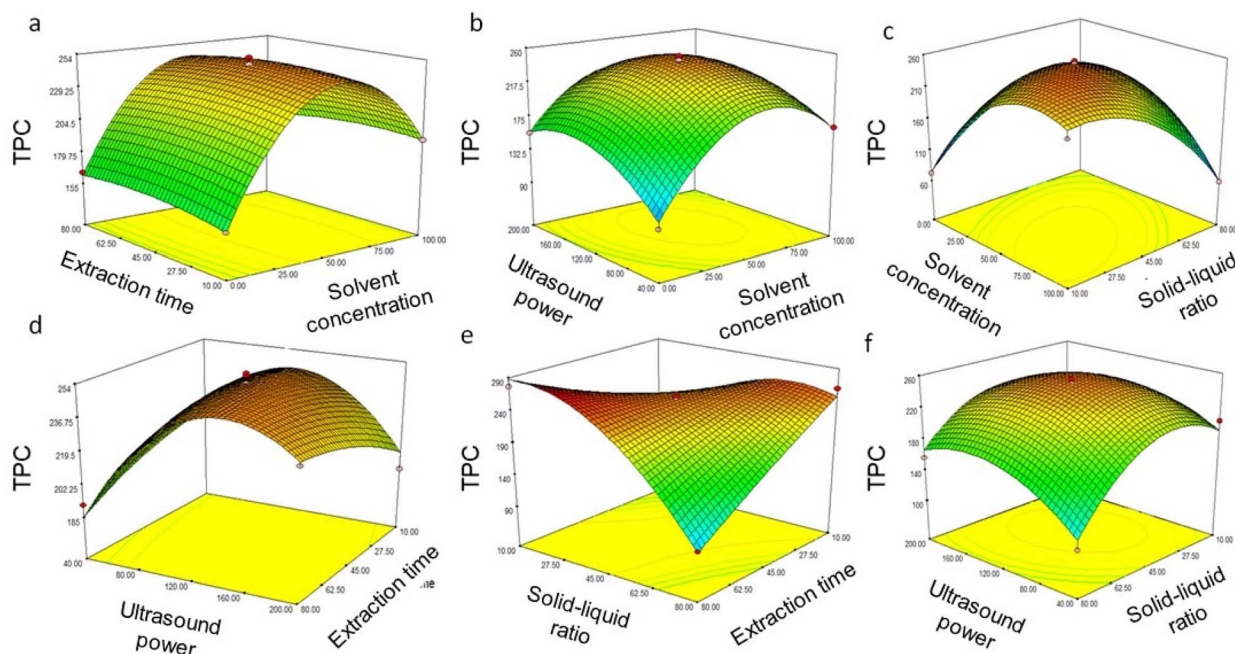 a
254
229.25
204.5
179.75
155
TPC
80.00
62.50
45.00
27.50
10.00
Extraction time
0.00
25.00
50.00
75.00
100.00
Solvent
concentration
b
260
217.5
175
132.5
90
TPC
200.00
160.00
120.00
80.00
40.00
Ultrasound
power
0.00
25.00
50.00
75.00
100.00
Solvent
concentration
c
260
210
160
110
60
TPC
0.00
25.00
50.00
75.00
100.00
Solvent
concentration
10.00
27.50
45.00
62.50
80.00
Solid-liquid
ratio
d
254
236.75
219.5
202.25
185
TPC
40.00
80.00
120.00
160.00
200.00
Ultrasound
power
80.00
62.50
45.00
27.50
10.00
Extraction time
e
290
240
190
140
90
TPC
10.00
27.50
45.00
62.50
80.00
Solid-liquid
ratio
80.00
62.50
45.00
27.50
10.00
Extraction time
f
260
220
180
140
100
TPC
200.00
160.00
120.00
80.00
40.00
Ultrasound
power
80.00
62.50
45.00
27.50
10.00
Solid-liquid
ratio